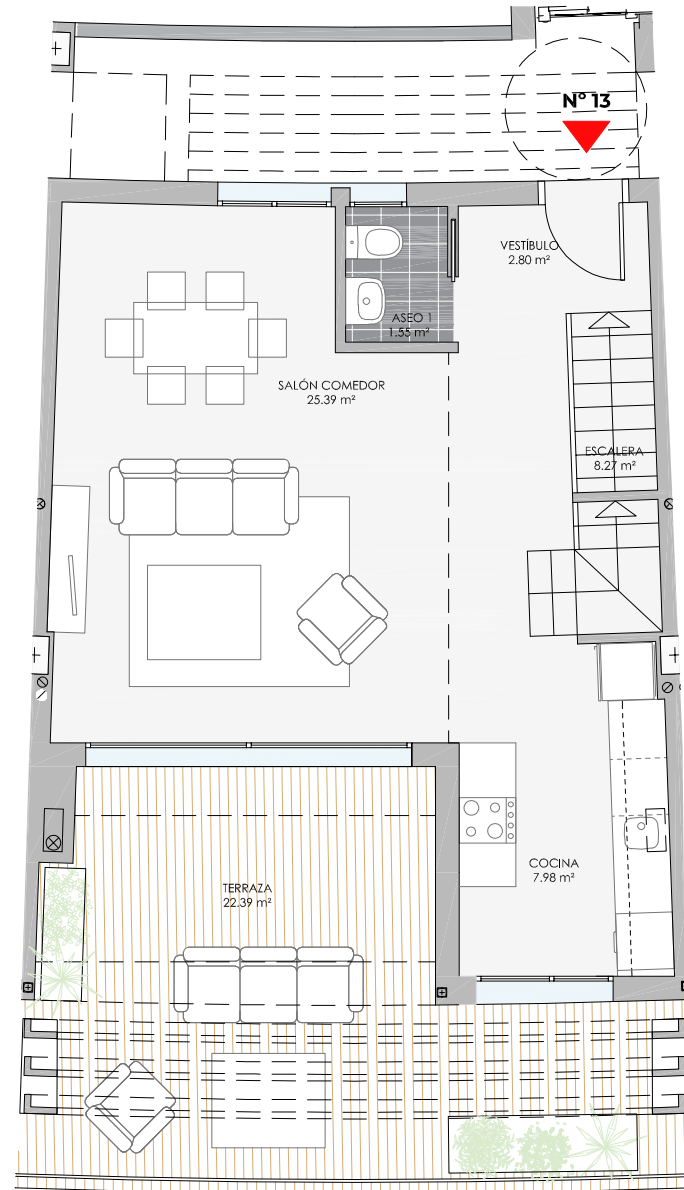 Nº 13
VESTÍBULO
2.80 m²
ASEO 1
1.55 m²
SALÓN COMEDOR
25.39 m²
ESCALERA
8.27 m²
COCINA
7.98 m²
TERRAZA
22.39 m²